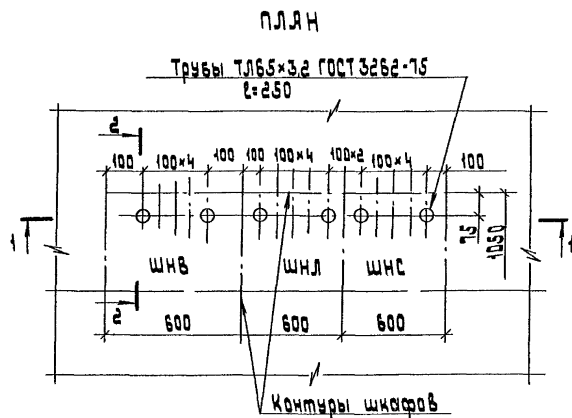 ПЛАН
Трубы ТЛ65×3,2 ГОСТ 3262-75
ℓ=250
2
100 100×4 100 100 100×4 100×2 100×4 100
1 1
75
1050
ШНВ ШНЛ ШНС
2
600 600 600
Контуры шкафов